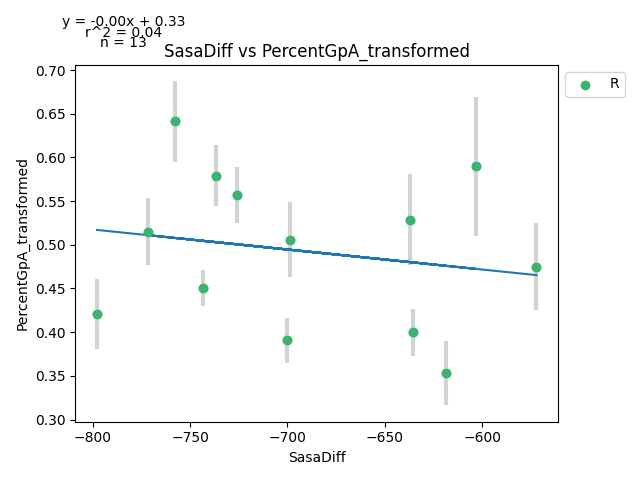 y = -0.00x + 0.33
r^2 = 0.04
n = 13
SasaDiff vs PercentGpA_transformed
R
0.70
0.65
0.60
0.55
0.50
0.45
0.40
0.35
0.30
PercentGpA_transformed
−800
−750
−700
−650
−600
SasaDiff